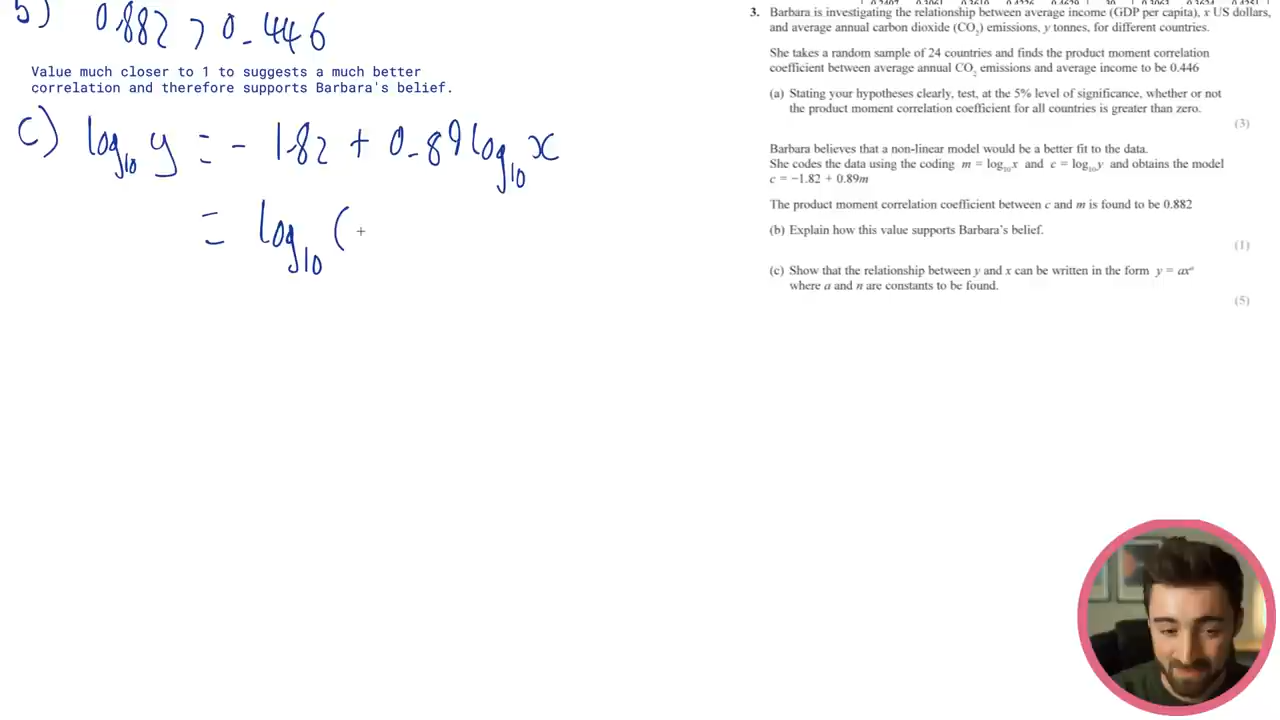 b) 0.882 > 0.446
Value much closer to 1 to suggests a much better
correlation and therefore supports Barbara's belief.
c) log₁₀ y = - 1.82 + 0.89 log₁₀ x
= log₁₀ (
3. Barbara is investigating the relationship between average income (GDP per capita), x US dollars,
and average annual carbon dioxide (CO₂) emissions, y tonnes, for different countries.
She takes a random sample of 24 countries and finds the product moment correlation
coefficient between average annual CO₂ emissions and average income to be 0.446
(a) Stating your hypotheses clearly, test, at the 5% level of significance, whether or not
the product moment correlation coefficient for all countries is greater than zero.
(3)
Barbara believes that a non-linear model would be a better fit to the data.
She codes the data using the coding m = log₁₀x and c = log₁₀y and obtains the model
c = −1.82 + 0.89m
The product moment correlation coefficient between c and m is found to be 0.882
(b) Explain how this value supports Barbara's belief.
(1)
(c) Show that the relationship between y and x can be written in the form y = axⁿ
where a and n are constants to be found.
(5)